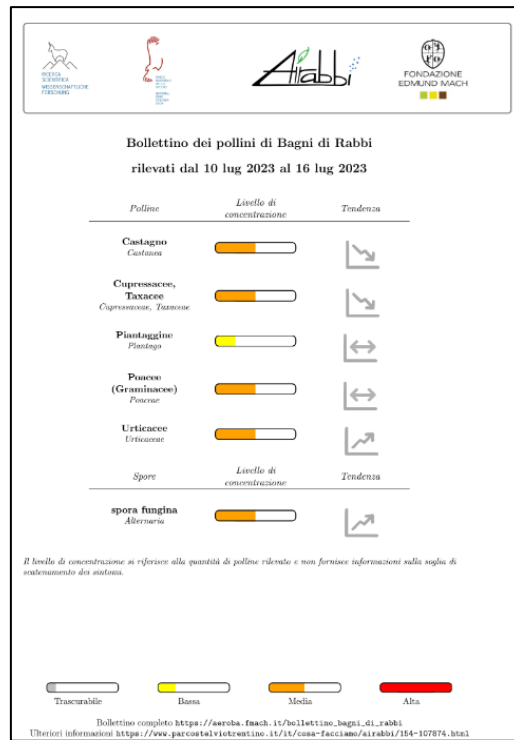 RICERCA
SCIENTIFICA
WISSENSCHAFTLICHE
FORSCHUNG
Airabbi
FONDAZIONE
EDMUND MACH
Bollettino dei pollini di Bagni di Rabbi
rilevati dal 10 lug 2023 al 16 lug 2023
Polline Livello di concentrazione Tendenza
Castagno
Castanea
Cupressacee,
Taxacee
Cupressaceae, Taxaceae
Piantaggine
Plantago
Poacee
(Graminacee)
Poaceae
Urticacee
Urticaceae
Spore Livello di concentrazione Tendenza
spora fungina
Alternaria
Il livello di concentrazione si riferisce alla quantità di polline rilevato e non fornisce informazioni sulla soglia di
scatenamento dei sintomi.
Trascurabile Bassa Media Alta
Bollettino completo https://aeroba.fmach.it/bollettino_bagni_di_rabbi
Ulteriori informazioni https://www.parcostelviotrentino.it/it/cosa-facciamo/airabbi/154-107874.html